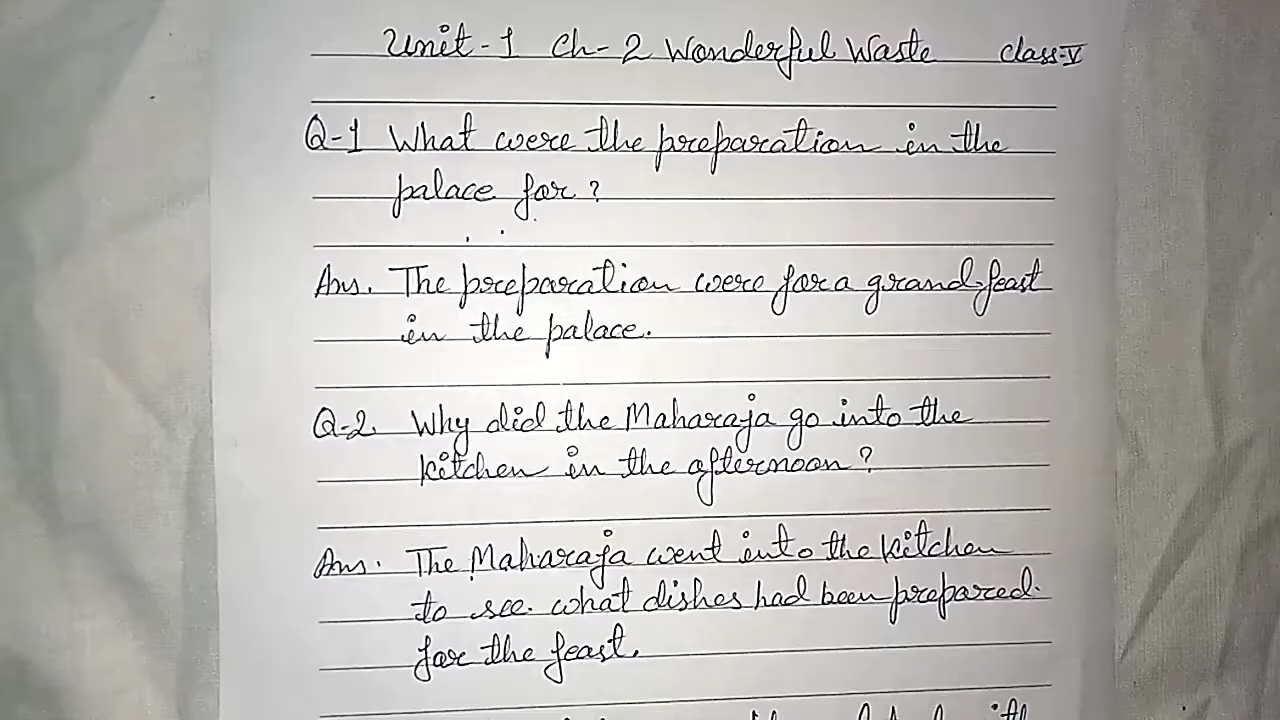 Unit-1 Ch-2 Wonderful Waste Class-V
Q-1 What were the preparation in the
palace for?
Ans. The preparation were for a grand feast
in the palace.
Q-2. Why did the Maharaja go into the
kitchen in the afternoon?
Ans. The Maharaja went into the kitchen
to see what dishes had been prepared
for the feast.